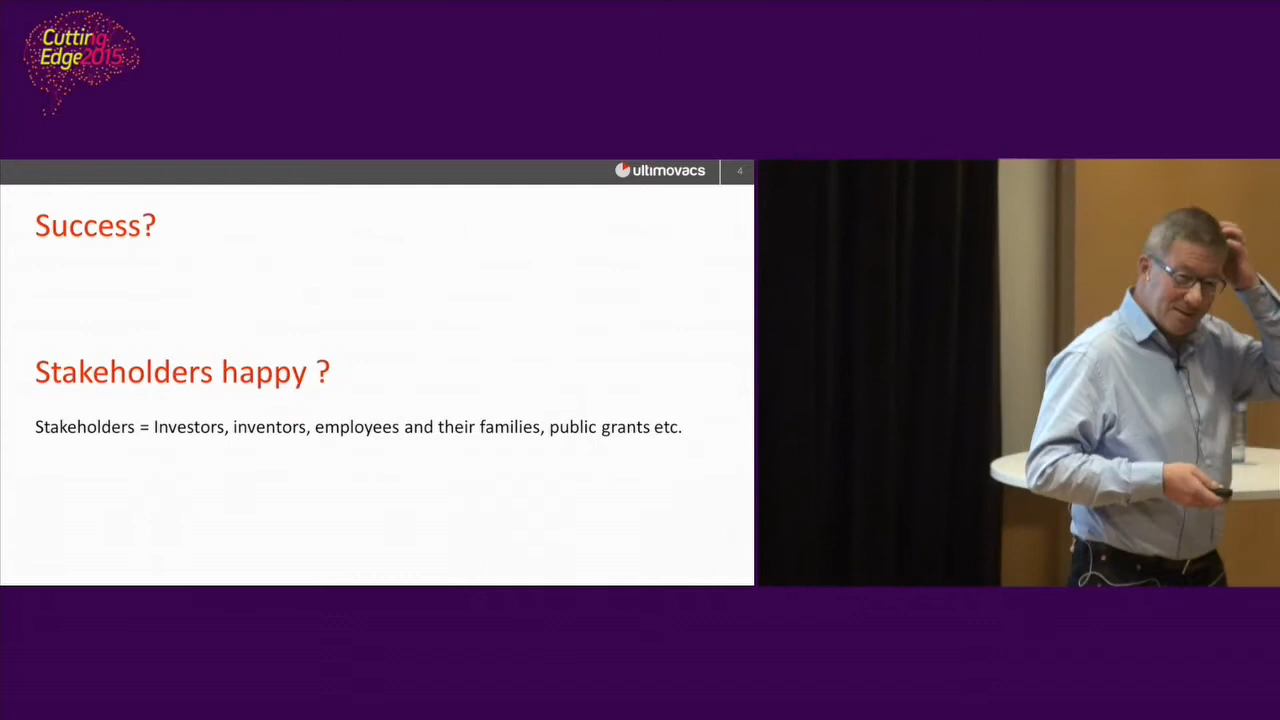 Cutting
Edge2015
ultimovacs
4
Success?
Stakeholders happy ?
Stakeholders = Investors, inventors, employees and their families, public grants etc.